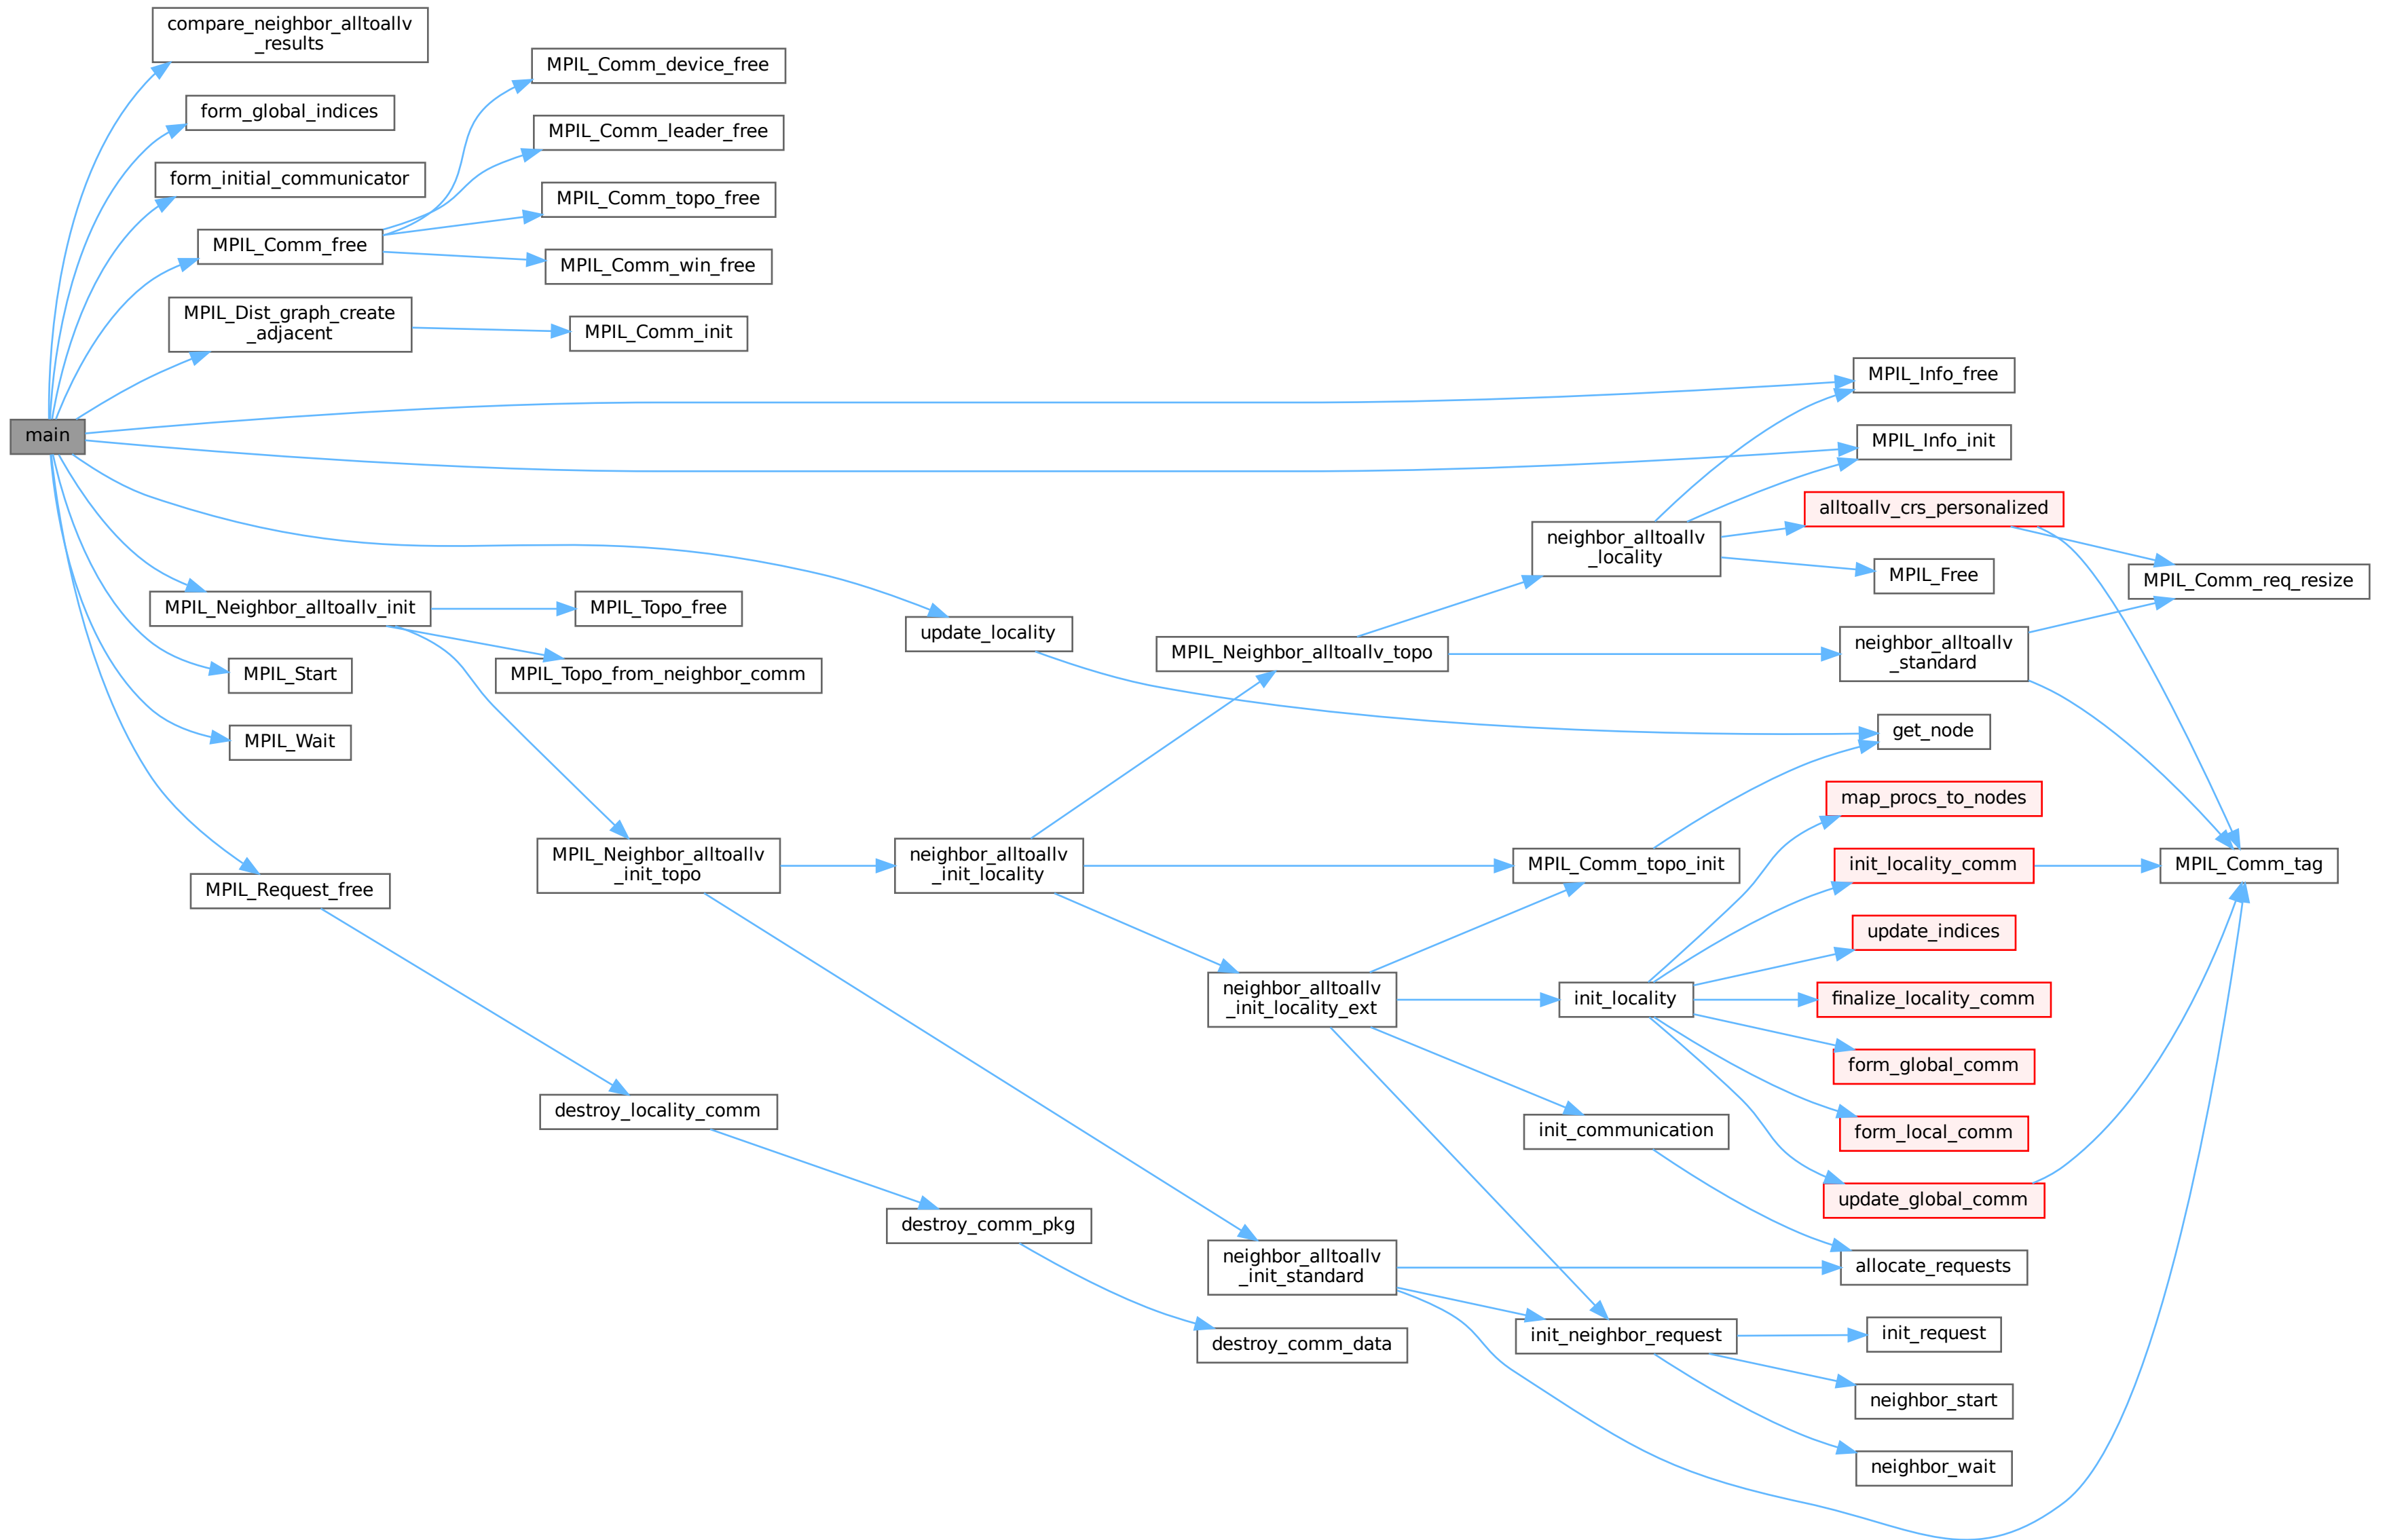 main
compare_neighbor_alltoallv
_results
form_global_indices
form_initial_communicator
MPIL_Comm_free
MPIL_Dist_graph_create
_adjacent
MPIL_Neighbor_alltoallv_init
MPIL_Start
MPIL_Wait
MPIL_Request_free
MPIL_Comm_device_free
MPIL_Comm_leader_free
MPIL_Comm_topo_free
MPIL_Comm_win_free
MPIL_Comm_init
MPIL_Topo_free
MPIL_Topo_from_neighbor_comm
MPIL_Neighbor_alltoallv
_init_topo
destroy_locality_comm
update_locality
neighbor_alltoallv
_init_locality
destroy_comm_pkg
MPIL_Neighbor_alltoallv_topo
neighbor_alltoallv
_init_locality_ext
neighbor_alltoallv
_init_standard
destroy_comm_data
neighbor_alltoallv
_locality
MPIL_Comm_topo_init
init_locality
init_communication
init_neighbor_request
MPIL_Info_free
MPIL_Info_init
alltoallv_crs_personalized
MPIL_Free
neighbor_alltoallv
_standard
get_node
map_procs_to_nodes
init_locality_comm
update_indices
finalize_locality_comm
form_global_comm
form_local_comm
update_global_comm
allocate_requests
init_request
neighbor_start
neighbor_wait
MPIL_Comm_req_resize
MPIL_Comm_tag